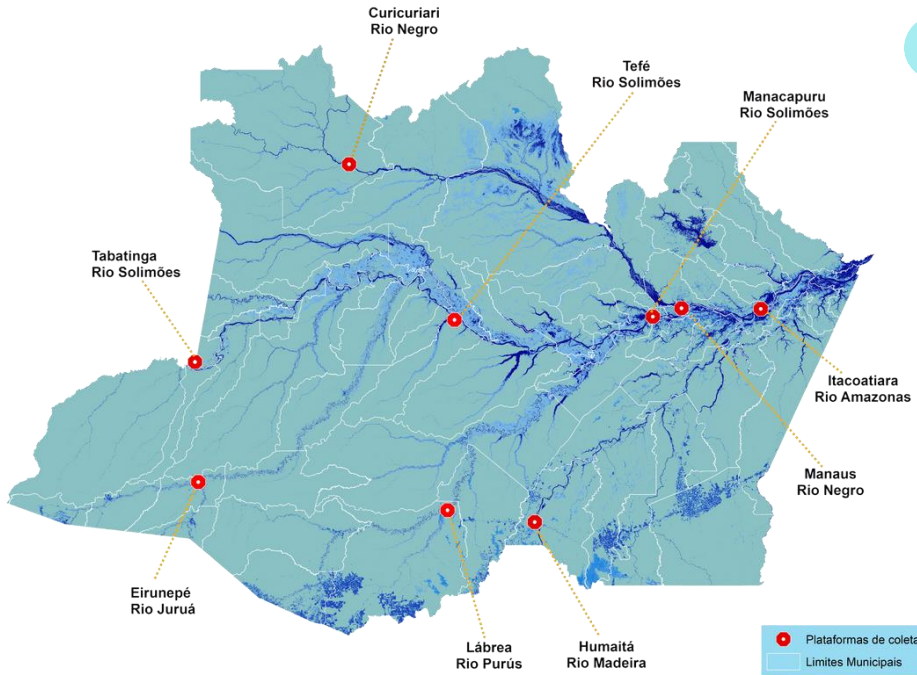 Curicuriari
Rio Negro
Tefé
Rio Solimões
Manacapuru
Rio Solimões
Tabatinga
Rio Solimões
Itacoatiara
Rio Amazonas
Manaus
Rio Negro
Eirunepé
Rio Juruá
Lábrea
Rio Purús
Humaitá
Rio Madeira
Plataformas de coleta
Limites Municipais